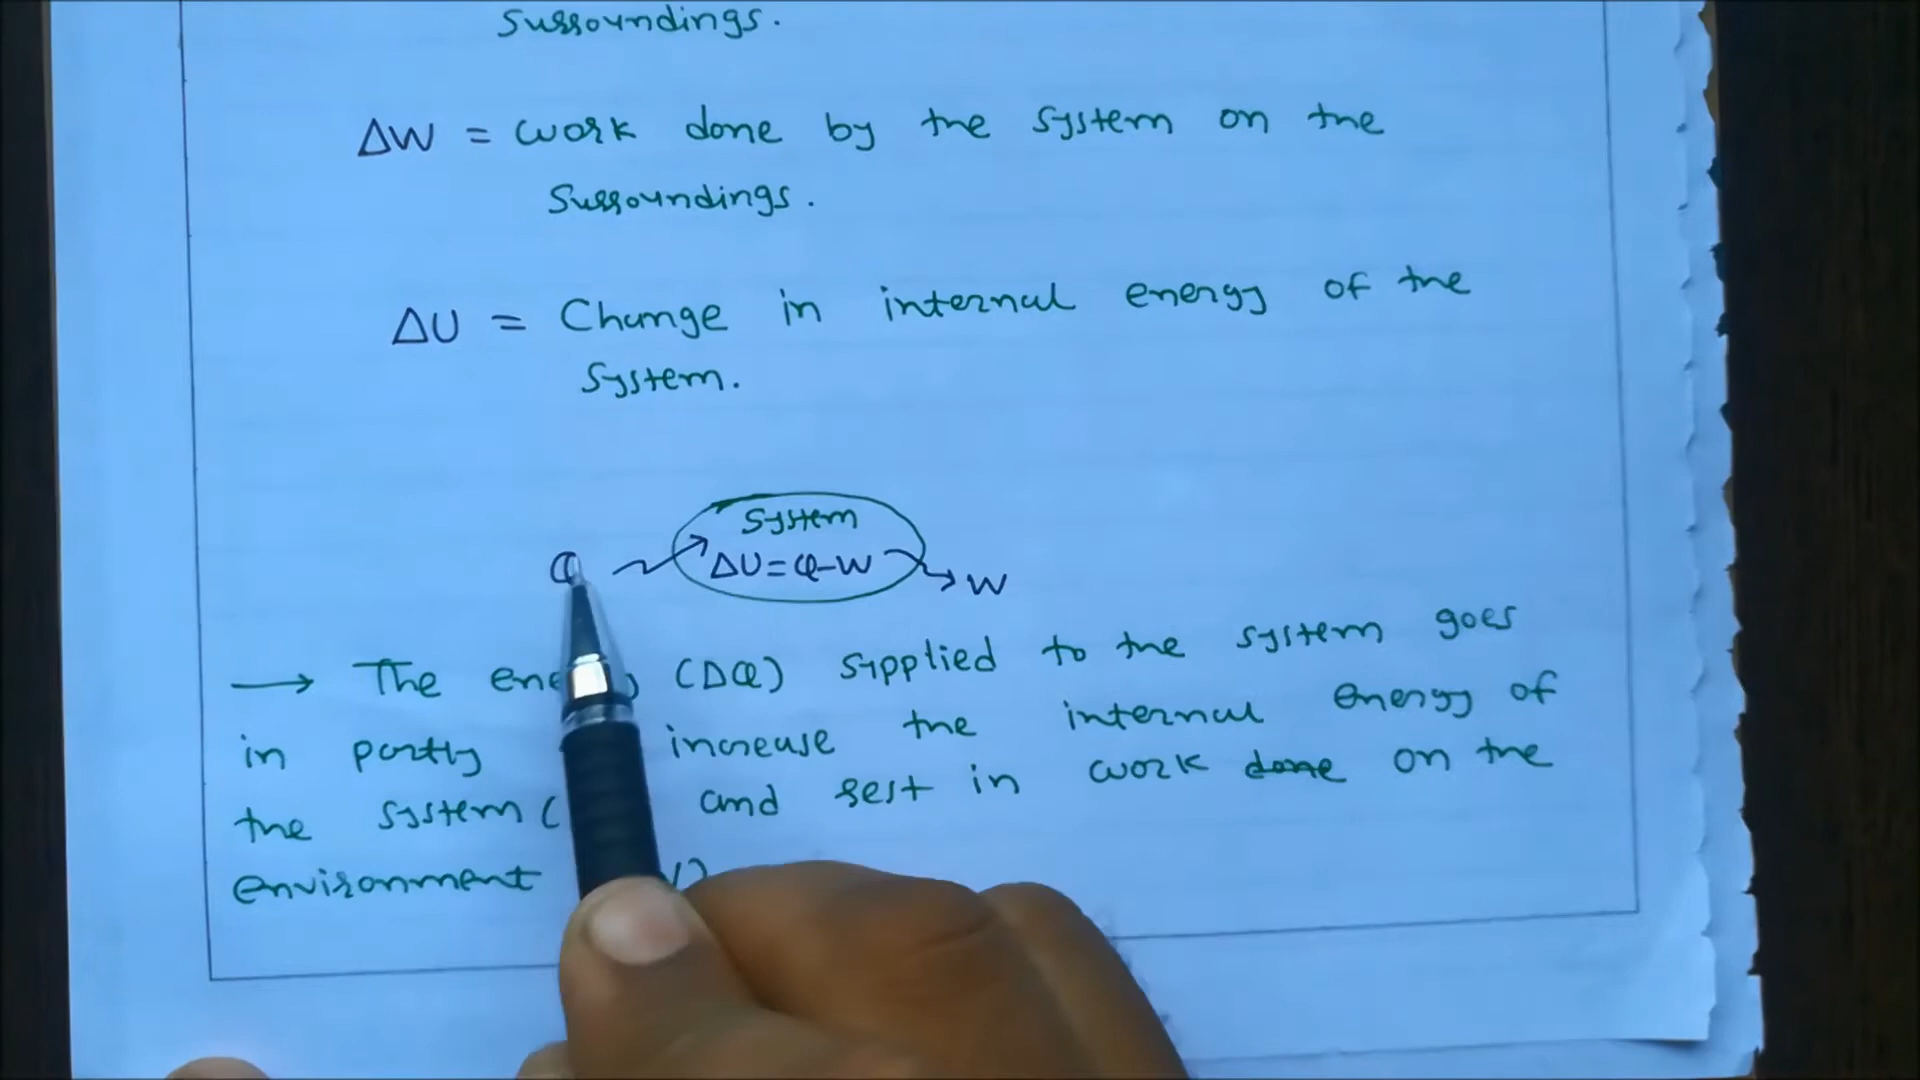 surroundings.
ΔW = work done by the system on the
surroundings.
ΔU = Change in internal energy of the
system.
System
Q ΔU=Q-W W
→ The (ΔQ) supplied to the system goes
in partly increase the internal energy of
the system ( and rest in work done on the
environment